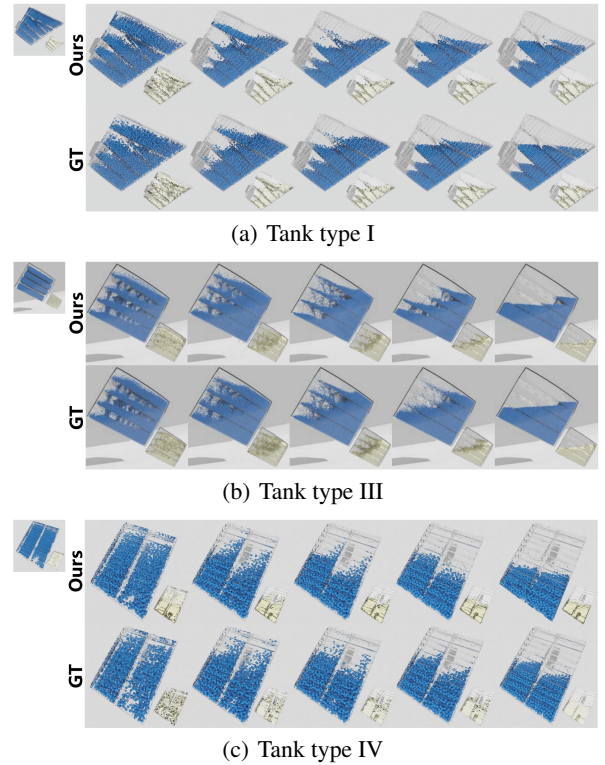 Ours
GT
(a) Tank type I
Ours
GT
(b) Tank type III
Ours
GT
(c) Tank type IV